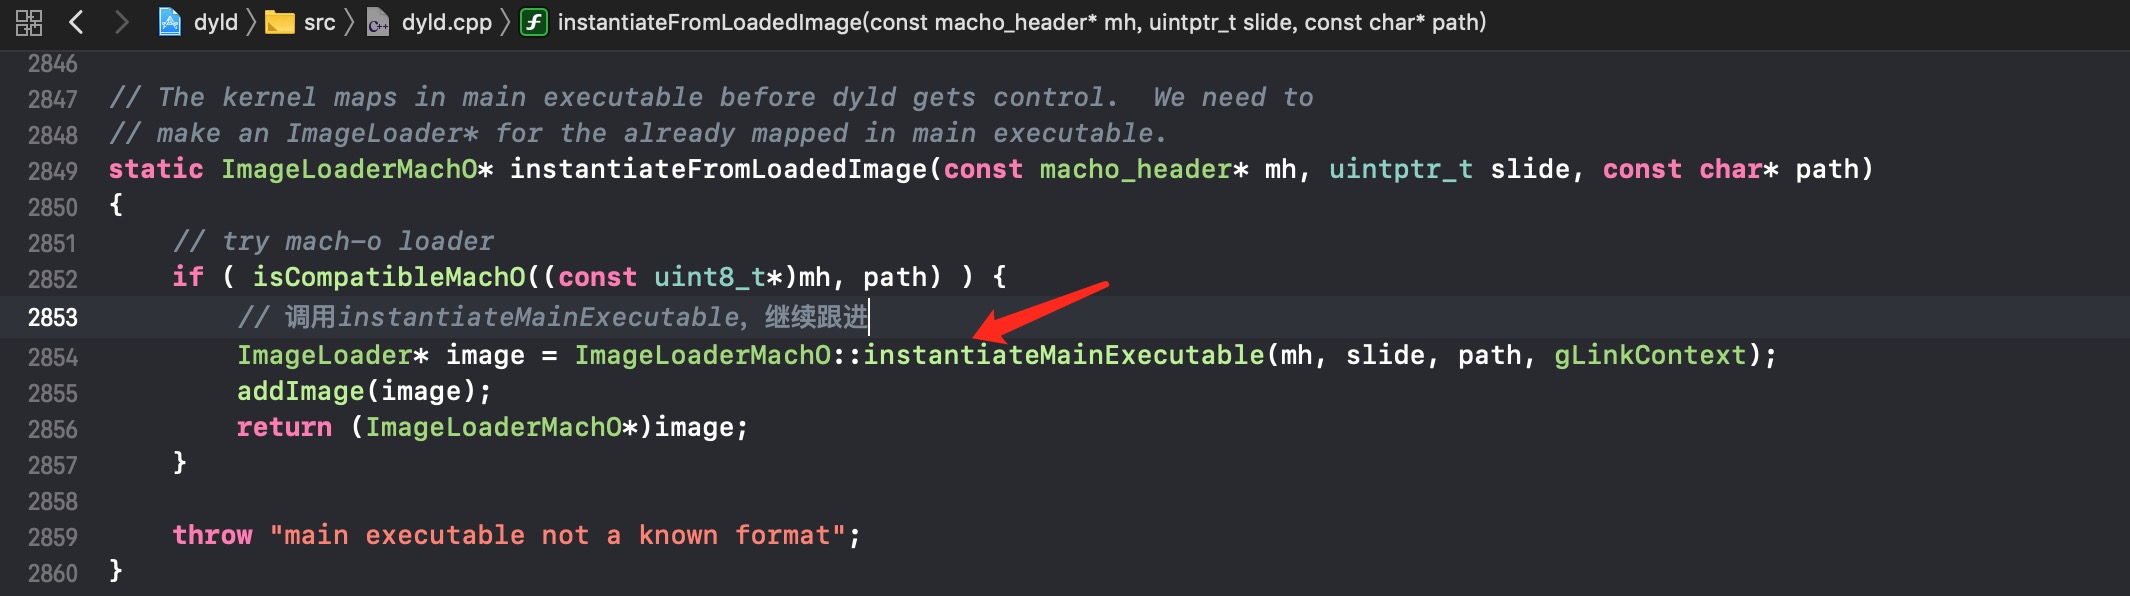 dyld 〉 src 〉 dyld.cpp 〉 instantiateFromLoadedImage(const macho_header* mh, uintptr_t slide, const char* path)
2846
2847 // The kernel maps in main executable before dyld gets control.  We need to
2848 // make an ImageLoader* for the already mapped in main executable.
2849 static ImageLoaderMachO* instantiateFromLoadedImage(const macho_header* mh, uintptr_t slide, const char* path)
2850 {
2851     // try mach-o loader
2852     if ( isCompatibleMachO((const uint8_t*)mh, path) ) {
2853         // 调用instantiateMainExecutable，继续跟进
2854         ImageLoader* image = ImageLoaderMachO::instantiateMainExecutable(mh, slide, path, gLinkContext);
2855         addImage(image);
2856         return (ImageLoaderMachO*)image;
2857     }
2858
2859     throw "main executable not a known format";
2860 }